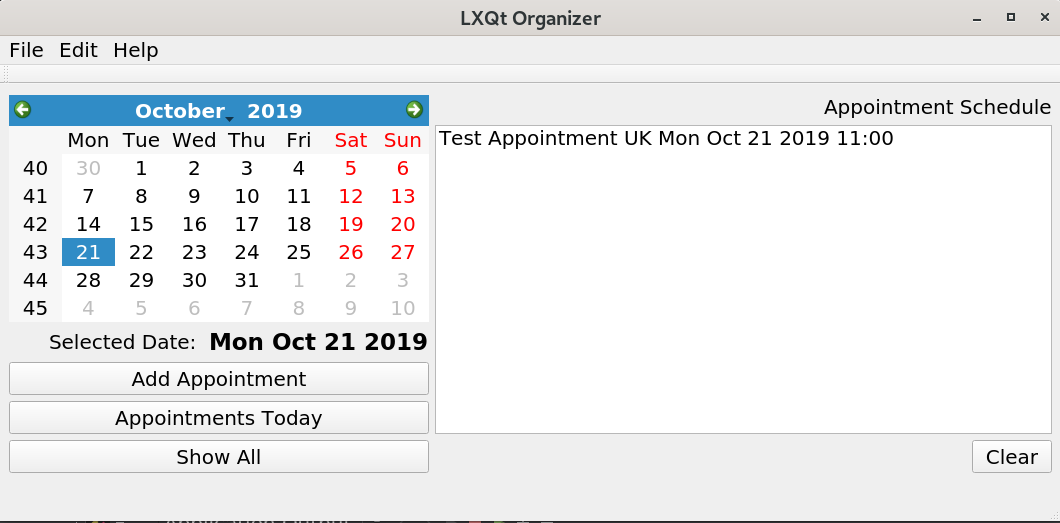 LXQt Organizer
File Edit Help
October 2019
Mon Tue Wed Thu Fri Sat Sun
40 30 1 2 3 4 5 6
41 7 8 9 10 11 12 13
42 14 15 16 17 18 19 20
43 21 22 23 24 25 26 27
44 28 29 30 31 1 2 3
45 4 5 6 7 8 9 10
Selected Date: Mon Oct 21 2019
Add Appointment
Appointments Today
Show All
Appointment Schedule
Test Appointment UK Mon Oct 21 2019 11:00
Clear